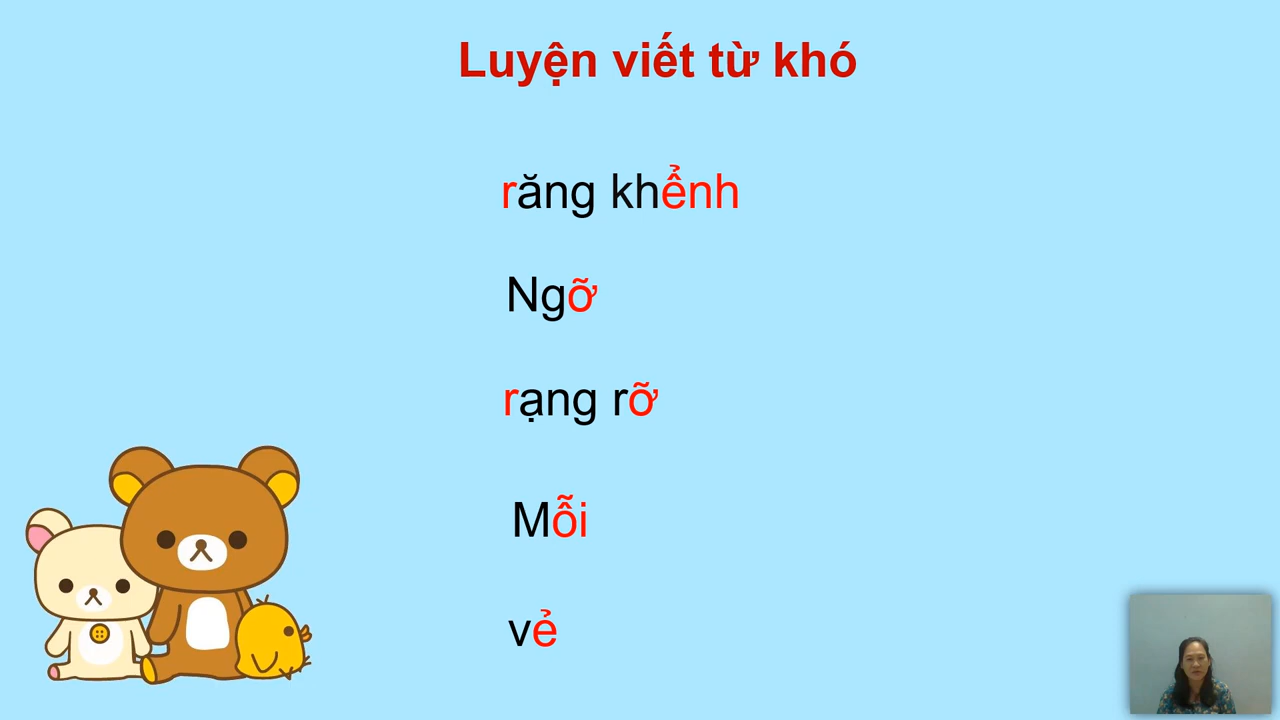 Luyện viết từ khó
răng khểnh
Ngỡ
rạng rỡ
Mỗi
vẻ